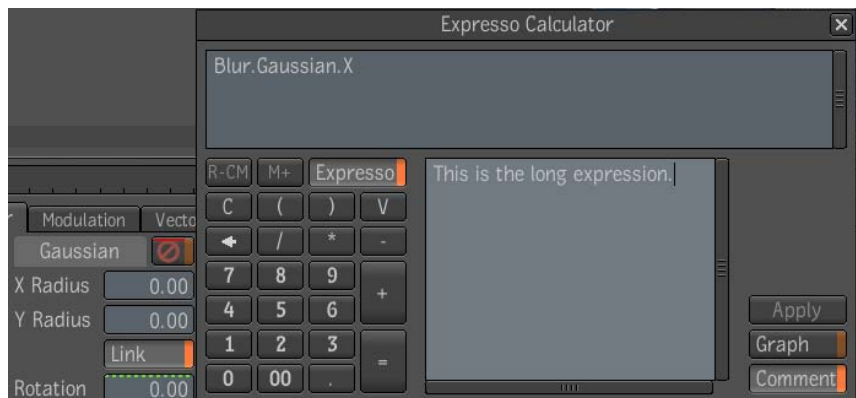 Expresso Calculator
Blur.Gaussian.X
R-CM M+ Expresso
This is the long expression.
C ( ) V
/ * -
7 8 9 +
4 5 6
1 2 3 =
0 00 .
Apply
Graph
Comment
Modulation Vecto
Gaussian
X Radius 0.00
Y Radius 0.00
Link
Rotation 0.00